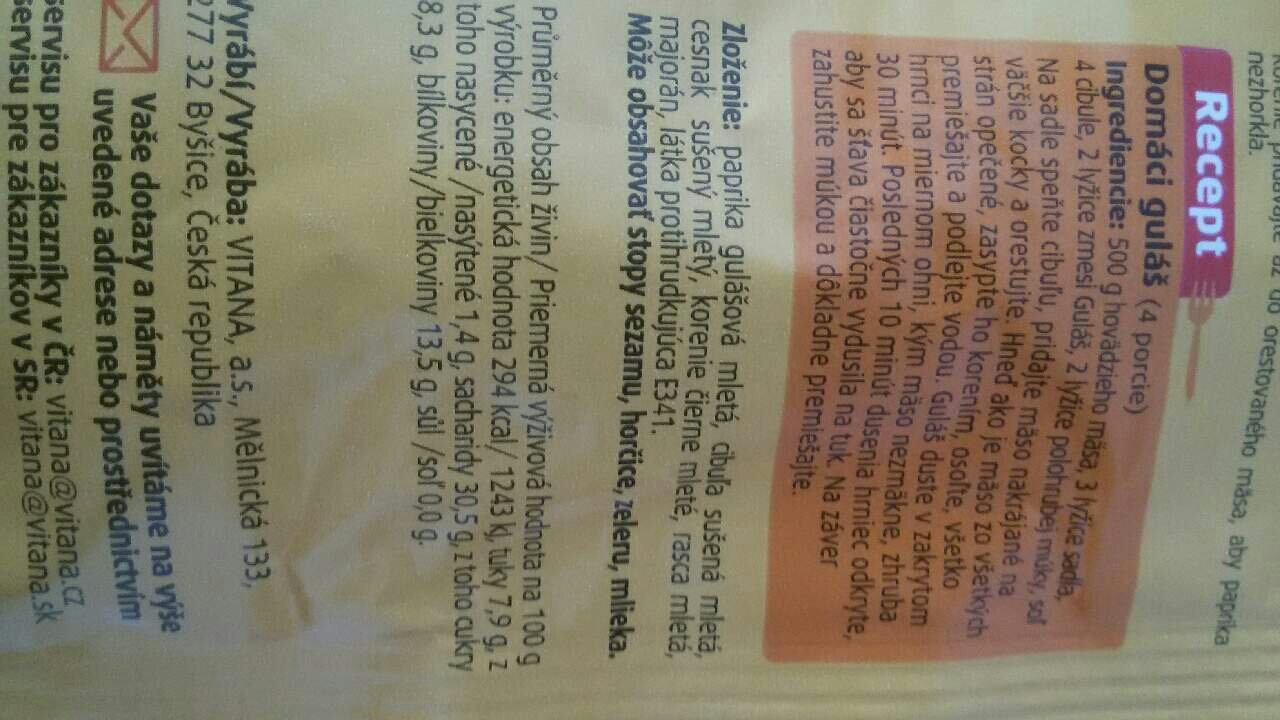 pridávajte až do orestovaného mäsa, aby paprika
nezhorkla.
Recept
Domáci guláš (4 porcie)
Ingrediencie: 500 g hovädzieho mäsa, 3 lyžice sadla,
4 cibule, 2 lyžice zmesi Guláš, 2 lyžice polohrubej múky, soľ
Na sadle speňte cibuľu, pridajte mäso nakrájané na
väčšie kocky a orestujte. Hneď ako je mäso zo všetkých
strán opečené, zasypte ho korením, osoľte, všetko
premiešajte a podlejte vodou. Guláš duste v zakrytom
hrnci na miernom ohni, kým mäso nezmäkne, zhruba
30 minút. Posledných 10 minút dusenia hrniec odkryte,
aby sa šťava čiastočne vydusila na tuk. Na záver
zahustite múkou a dôkladne premiešajte.
Zloženie: paprika gulášová mletá, cibuľa sušená mletá,
cesnak sušený mletý, korenie čierne mleté, rasca mletá,
majorán, látka protihrudkujúca E341.
Môže obsahovať stopy sezamu, horčice, zeleru, mlieka.
Průměrný obsah živin/ Priemerná výživová hodnota na 100 g
výrobku: energetická hodnota 294 kcal/ 1243 kJ, tuky 7,9 g, z
toho nasycené /nasýtené 1,4 g, sacharidy 30,5 g, z toho cukry
8,3 g, bílkoviny/bielkoviny 13,5 g, sůl /soľ 0,0 g.
Vyrábí/Vyrába: VITANA, a.s., Mělnická 133,
277 32 Byšice, Česká republika
Vaše dotazy a náměty uvítáme na výše
uvedené adrese nebo prostřednictvím
servisu pro zákazníky v ČR: vitana@vitana.cz
servisu pre zákazníkov v SR: vitana@vitana.sk